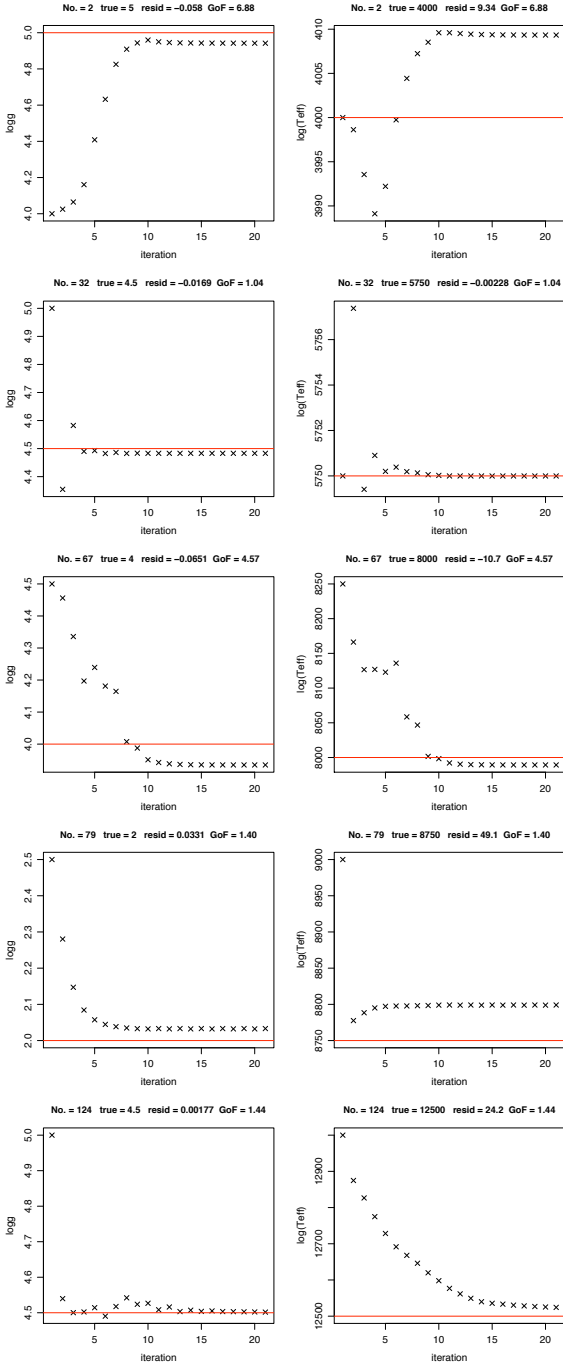 No. = 2 true = 5 resid = −0.058 GoF = 6.88
logg
4.0 4.2 4.4 4.6 4.8 5.0
5 10 15 20
iteration
No. = 2 true = 4000 resid = 9.34 GoF = 6.88
log(Teff)
3990 3995 4000 4005 4010
5 10 15 20
iteration
No. = 32 true = 4.5 resid = −0.0169 GoF = 1.04
logg
4.4 4.5 4.6 4.7 4.8 4.9 5.0
5 10 15 20
iteration
No. = 32 true = 5750 resid = −0.00228 GoF = 1.04
log(Teff)
5750 5752 5754 5756
5 10 15 20
iteration
No. = 67 true = 4 resid = −0.0651 GoF = 4.57
logg
4.0 4.1 4.2 4.3 4.4 4.5
5 10 15 20
iteration
No. = 67 true = 8000 resid = −10.7 GoF = 4.57
log(Teff)
8000 8050 8100 8150 8200 8250
5 10 15 20
iteration
No. = 79 true = 2 resid = 0.0331 GoF = 1.40
logg
2.0 2.1 2.2 2.3 2.4 2.5
5 10 15 20
iteration
No. = 79 true = 8750 resid = 49.1 GoF = 1.40
log(Teff)
8750 8800 8850 8900 8950 9000
5 10 15 20
iteration
No. = 124 true = 4.5 resid = 0.00177 GoF = 1.44
logg
4.5 4.6 4.7 4.8 4.9 5.0
5 10 15 20
iteration
No. = 124 true = 12500 resid = 24.2 GoF = 1.44
log(Teff)
12500 12700 12900
5 10 15 20
iteration